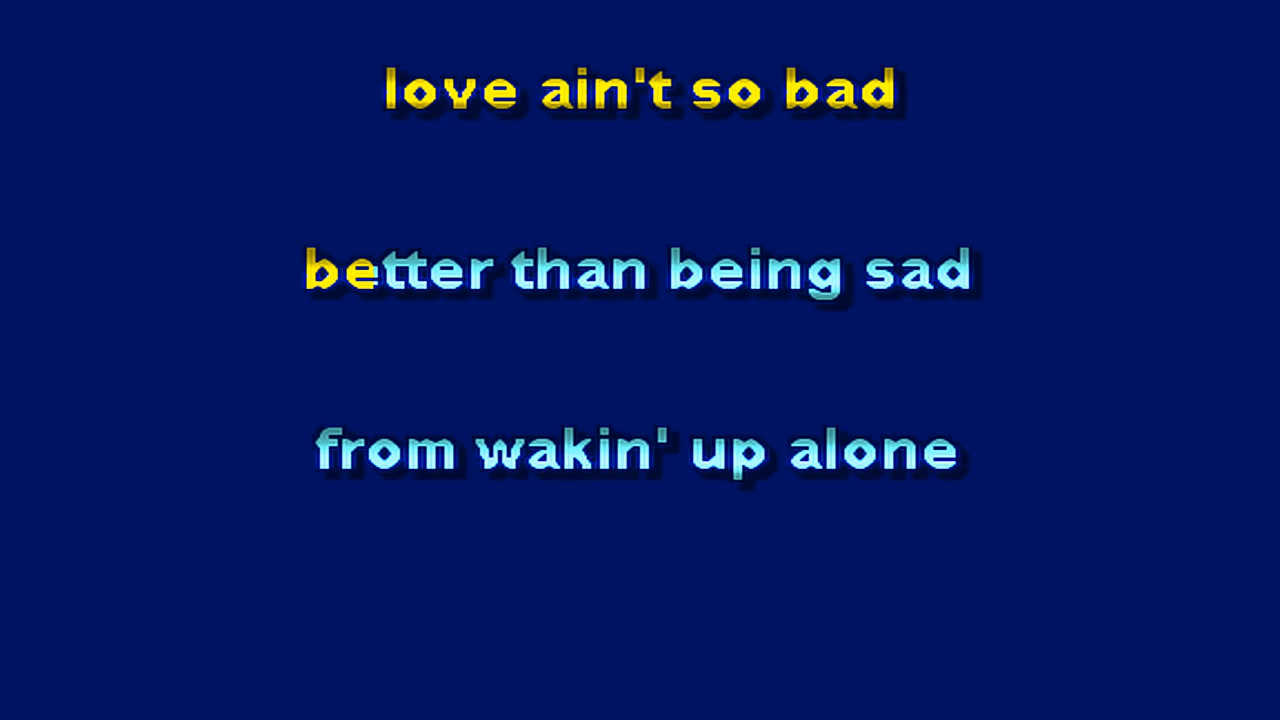 love ain't so bad
better than being sad
from wakin' up alone